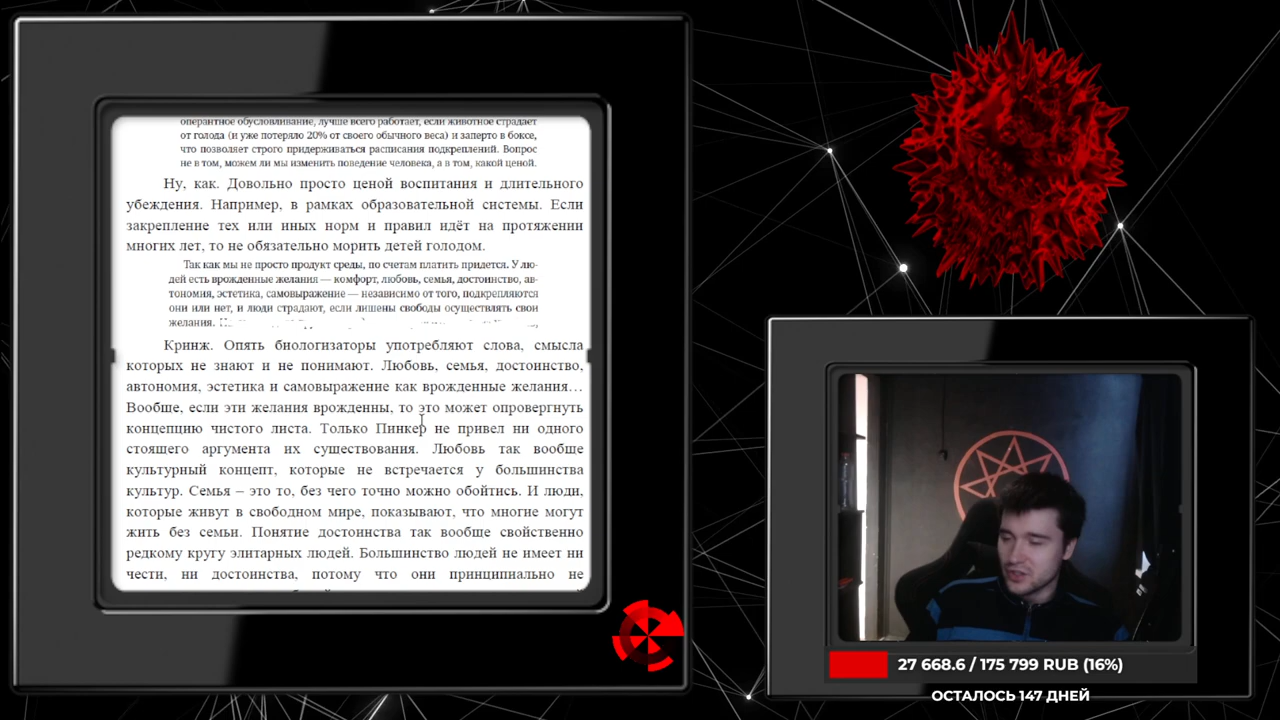 оперантное обусловливание, лучше всего работает, если животное страдает
от голода (и уже потеряло 20% от своего обычного веса) и заперто в боксе,
что позволяет строго придерживаться расписания подкреплений. Вопрос
не в том, можем ли мы изменить поведение человека, а в том, какой ценой.
Ну, как. Довольно просто ценой воспитания и длительного
убеждения. Например, в рамках образовательной системы. Если
закрепление тех или иных норм и правил идёт на протяжении
многих лет, то не обязательно морить детей голодом.
Так как мы не просто продукт среды, по счетам платить придется. У лю-
дей есть врожденные желания — комфорт, любовь, семья, достоинство, ав-
тономия, эстетика, самовыражение — независимо от того, подкрепляются
они или нет, и люди страдают, если лишены свободы осуществлять свои
желания.
Кринж. Опять биологизаторы употребляют слова, смысла
которых не знают и не понимают. Любовь, семья, достоинство,
автономия, эстетика и самовыражение как врожденные желания…
Вообще, если эти желания врожденны, то это может опровергнуть
концепцию чистого листа. Только Пинкер не привел ни одного
стоящего аргумента их существования. Любовь так вообще
культурный концепт, которые не встречается у большинства
культур. Семья – это то, без чего точно можно обойтись. И люди,
которые живут в свободном мире, показывают, что многие могут
жить без семьи. Понятие достоинства так вообще свойственно
редкому кругу элитарных людей. Большинство людей не имеет ни
чести, ни достоинства, потому что они принципиально не
27 668.6 / 175 799 RUB (16%)
ОСТАЛОСЬ 147 ДНЕЙ